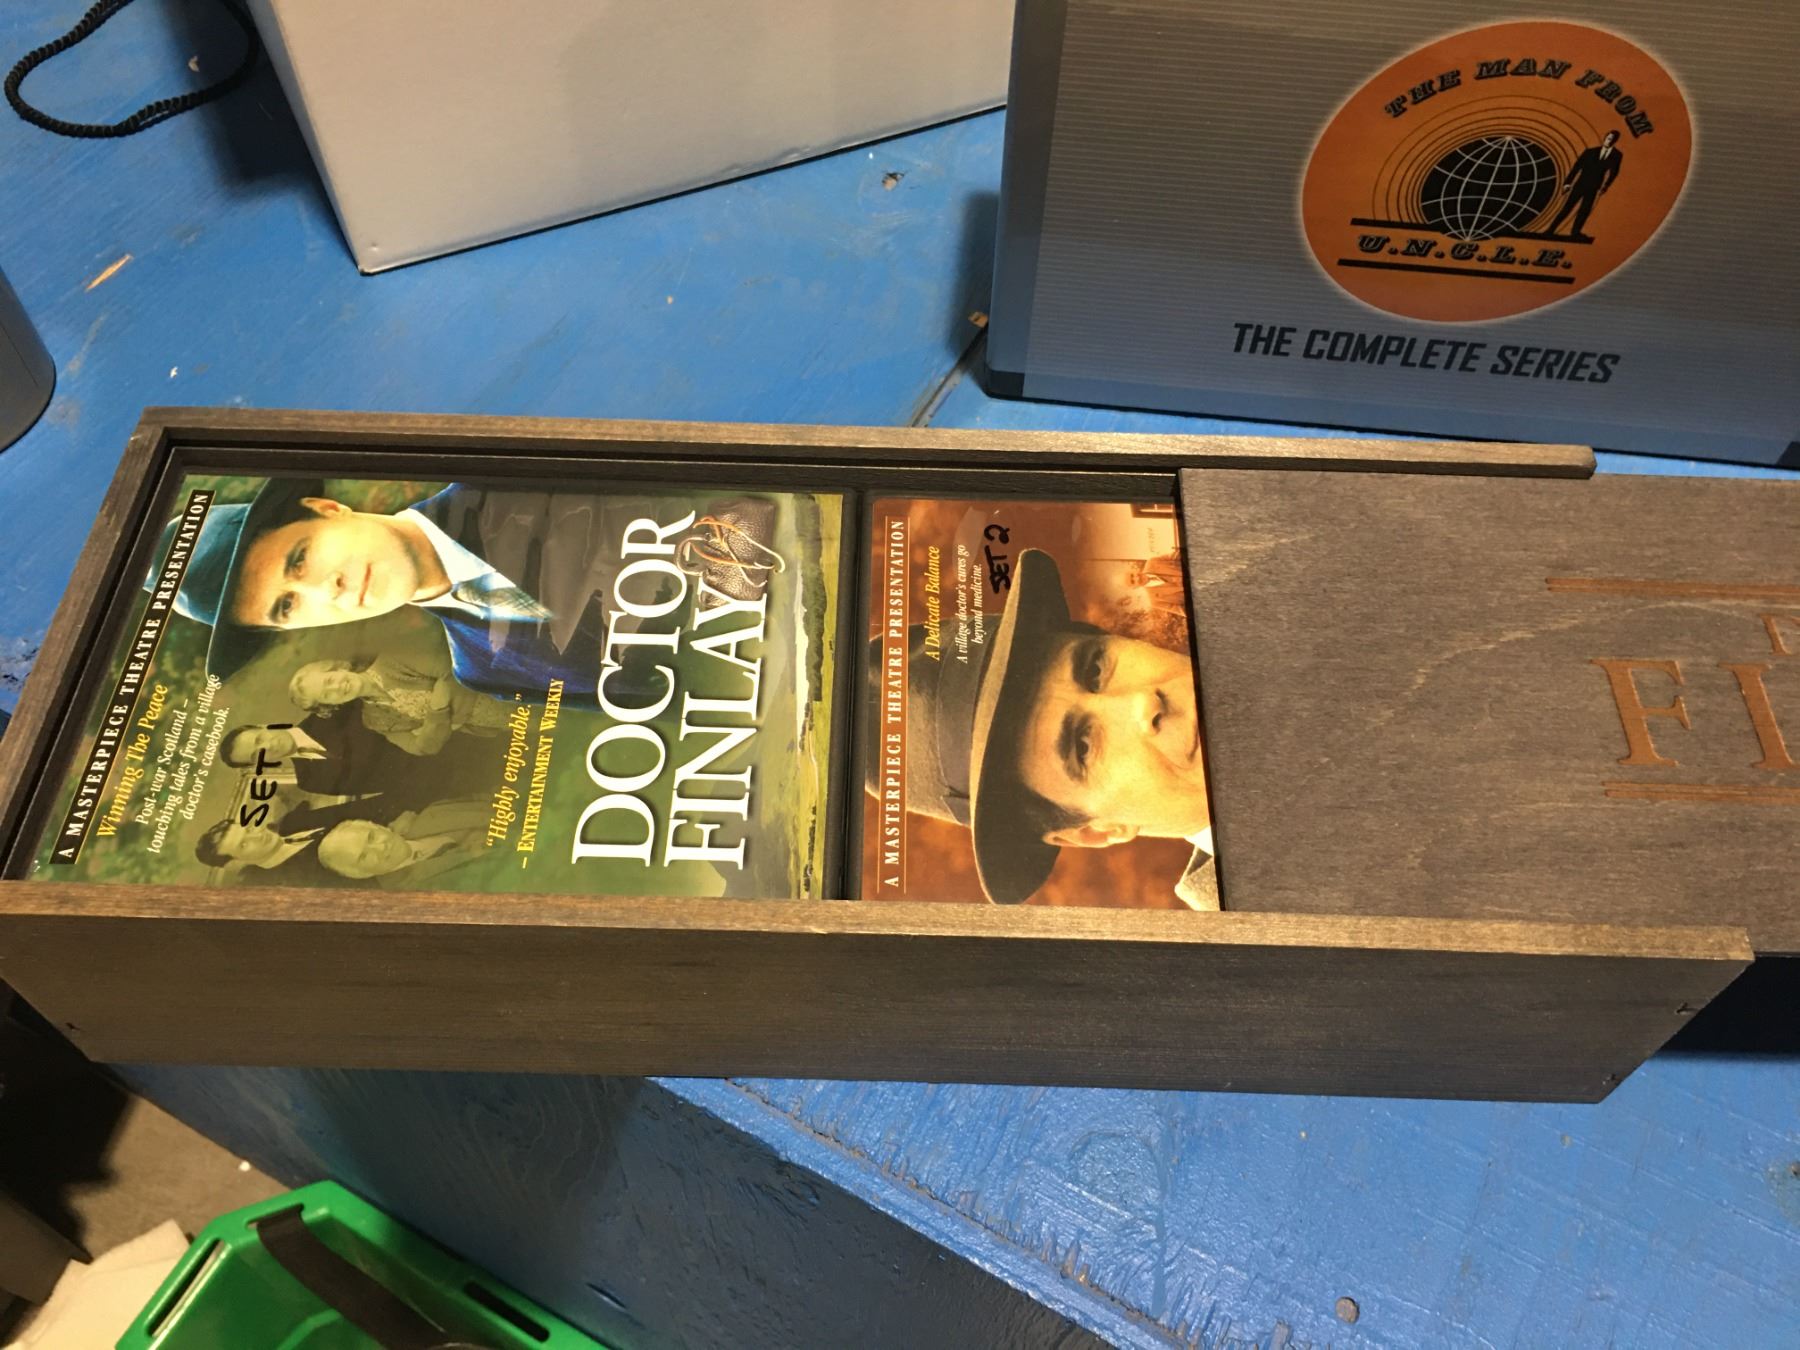 THE MAN FROM
U.N.C.L.E.
THE COMPLETE SERIES
A MASTERPIECE THEATRE PRESENTATION
Winning The Peace
Post-war Scotland –
touching tales from a village
doctor's casebook.
SET 1
"Highly enjoyable."
– ENTERTAINMENT WEEKLY
DOCTOR
FINLAY
A MASTERPIECE THEATRE PRESENTATION
A Delicate Balance
A village doctor's cures go
beyond medicine.
SET 2
FI